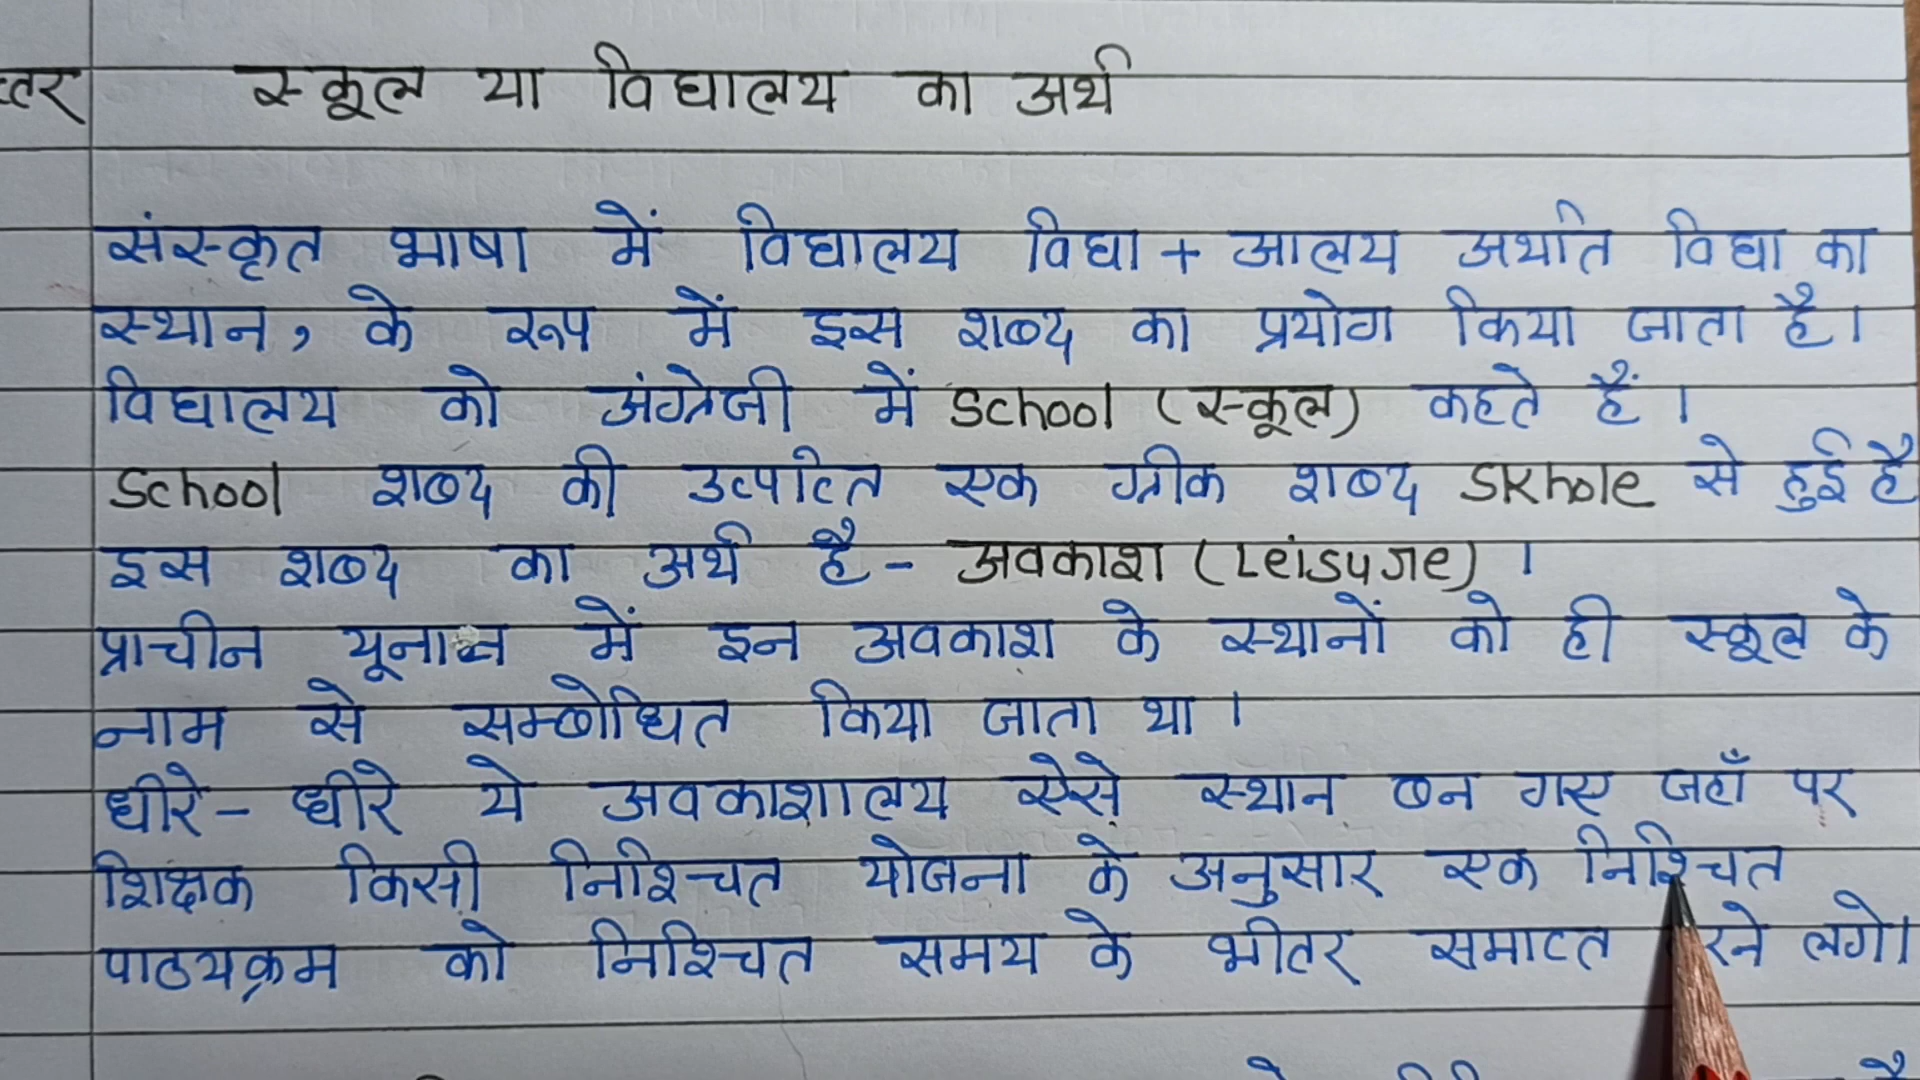 स्कूल या विद्यालय का अर्थ
संस्कृत भाषा में विद्यालय विद्या + आलय अर्थात विद्या का
स्थान, के रूप में इस शब्द का प्रयोग किया जाता है।
विद्यालय को अंग्रेजी में School (स्कूल) कहते हैं।
School शब्द की उत्पत्ति एक ग्रीक शब्द Skhole से हुई है
इस शब्द का अर्थ है - अवकाश (Leisure) ।
प्राचीन यूनान में इन अवकाश के स्थानों को ही स्कूल के
नाम से सम्बोधित किया जाता था ।
धीरे - धीरे ये अवकाशालय ऐसे स्थान बन गए जहाँ पर
शिक्षक किसी निश्चित योजना के अनुसार एक निश्चित
पाठयक्रम को निश्चित समय के भीतर समाप्त रने लगे।